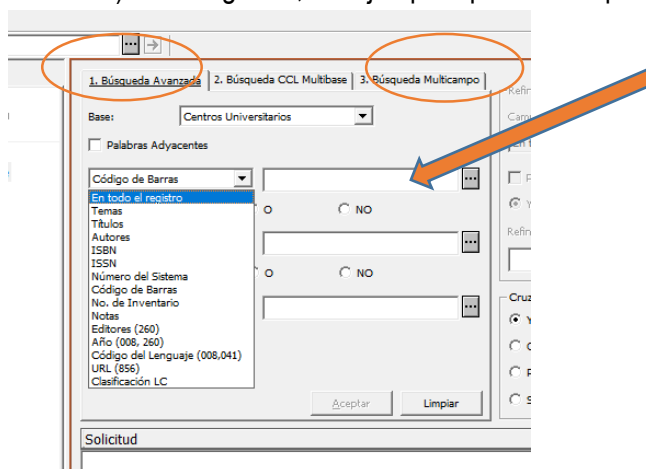 1. Búsqueda Avanzada 2. Búsqueda CCL Multibase 3. Búsqueda Multicampo
Base: Centros Universitarios
Palabras Adyacentes
Código de Barras
En todo el registro
Temas
O NO
Títulos
Autores
ISBN
ISSN
Número del Sistema
O NO
Código de Barras
No. de Inventario
Notas
Editores (260)
Año (008, 260)
Código del Lenguaje (008,041)
URL (856)
Clasificación LC
Aceptar Limpiar
Solicitud